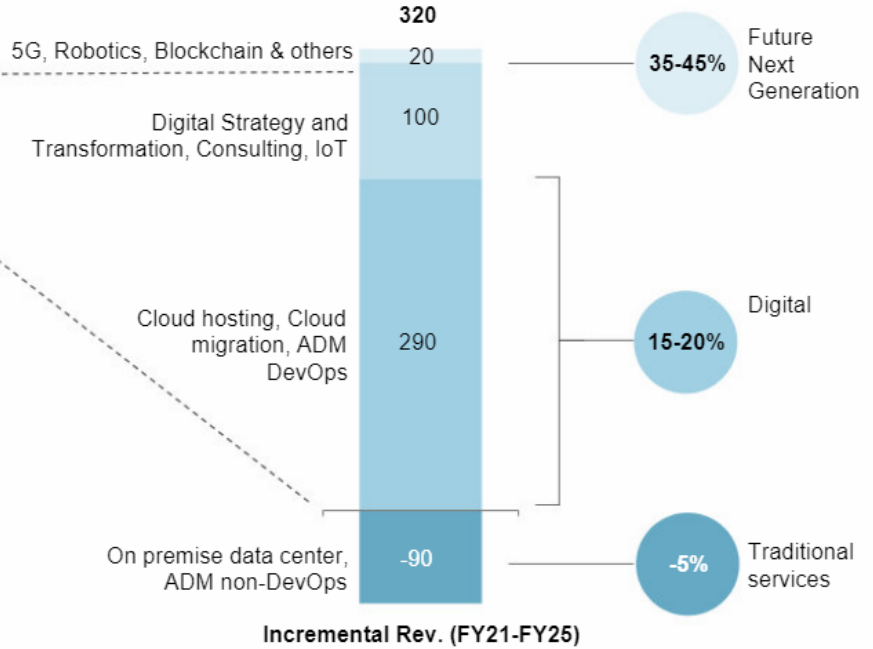 320
5G, Robotics, Blockchain & others
20
35-45%
Future
Next
Generation
Digital Strategy and
Transformation, Consulting, IoT
100
Cloud hosting, Cloud
migration, ADM
DevOps
290
15-20%
Digital
On premise data center,
ADM non-DevOps
-90
-5%
Traditional
services
Incremental Rev. (FY21-FY25)